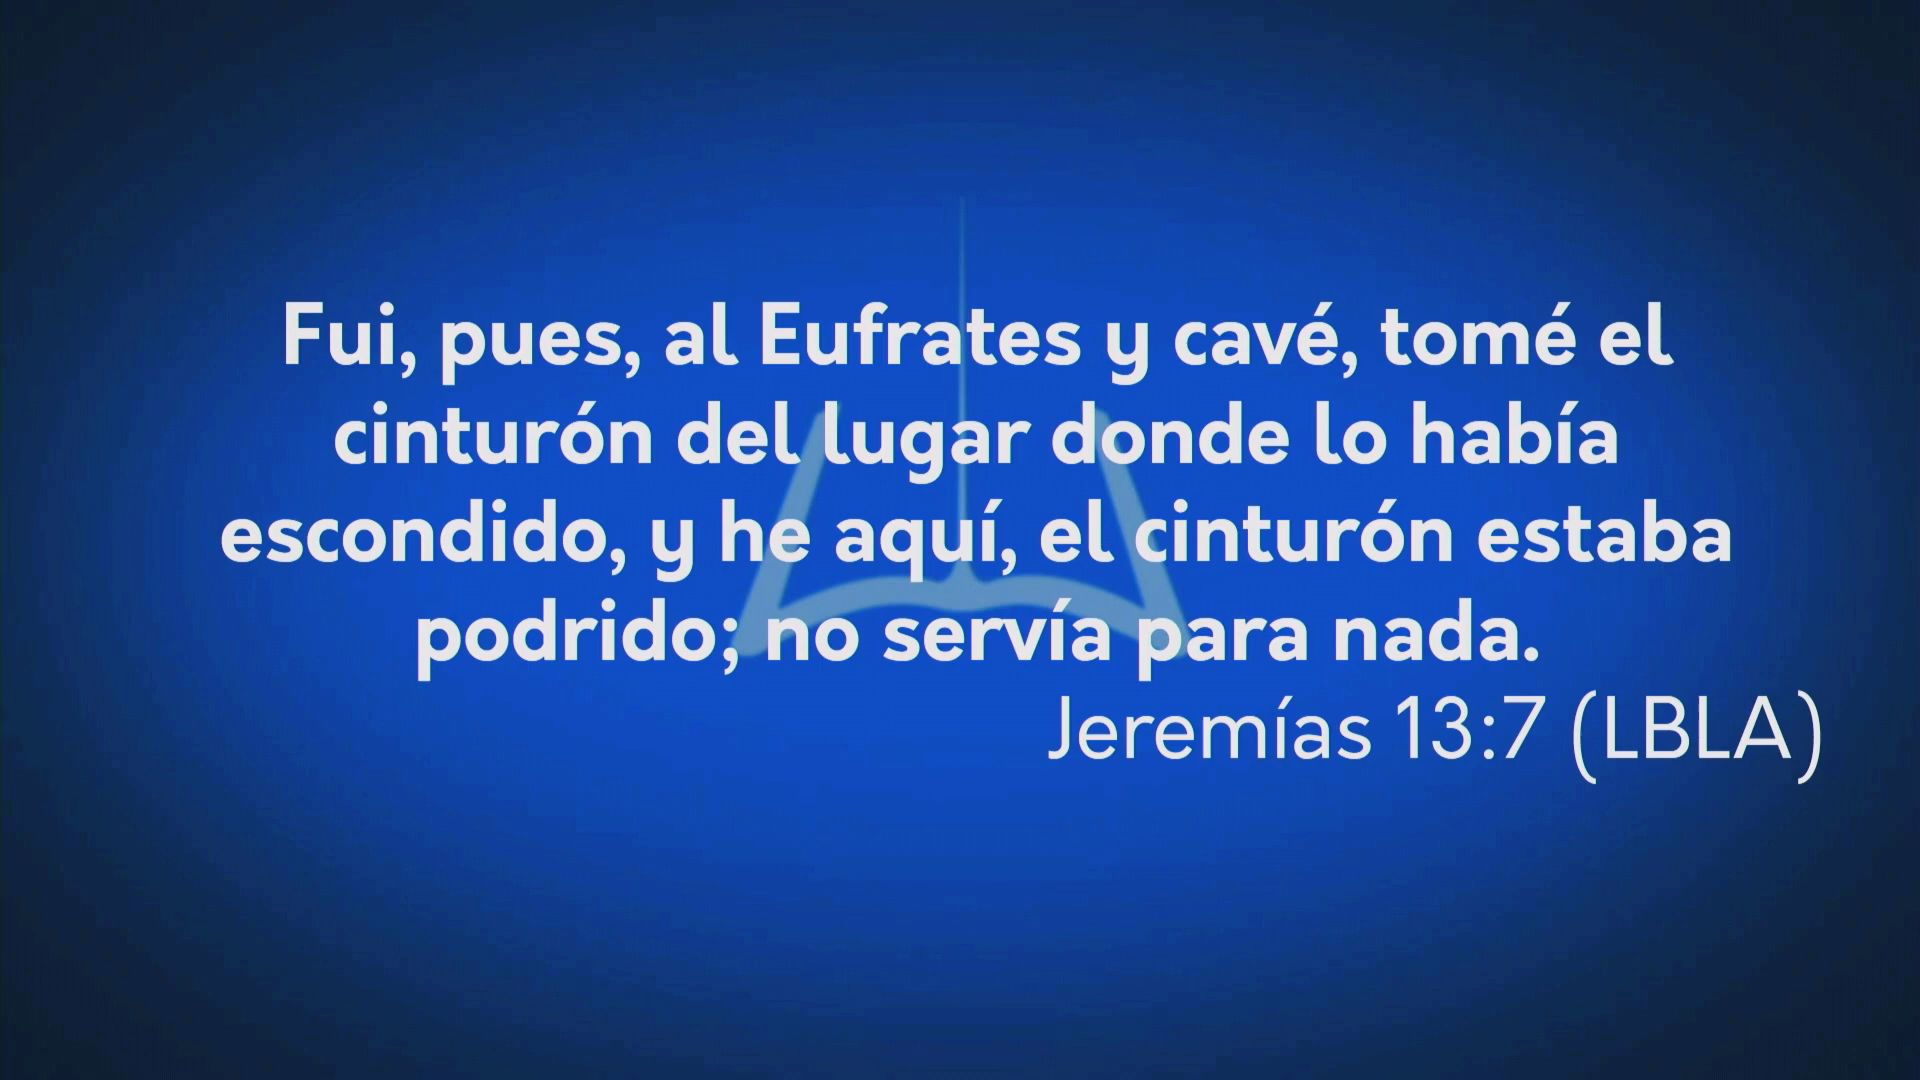 Fui, pues, al Eufrates y cavé, tomé el
cinturón del lugar donde lo había
escondido, y he aquí, el cinturón estaba
podrido; no servía para nada.
Jeremías 13:7 (LBLA)